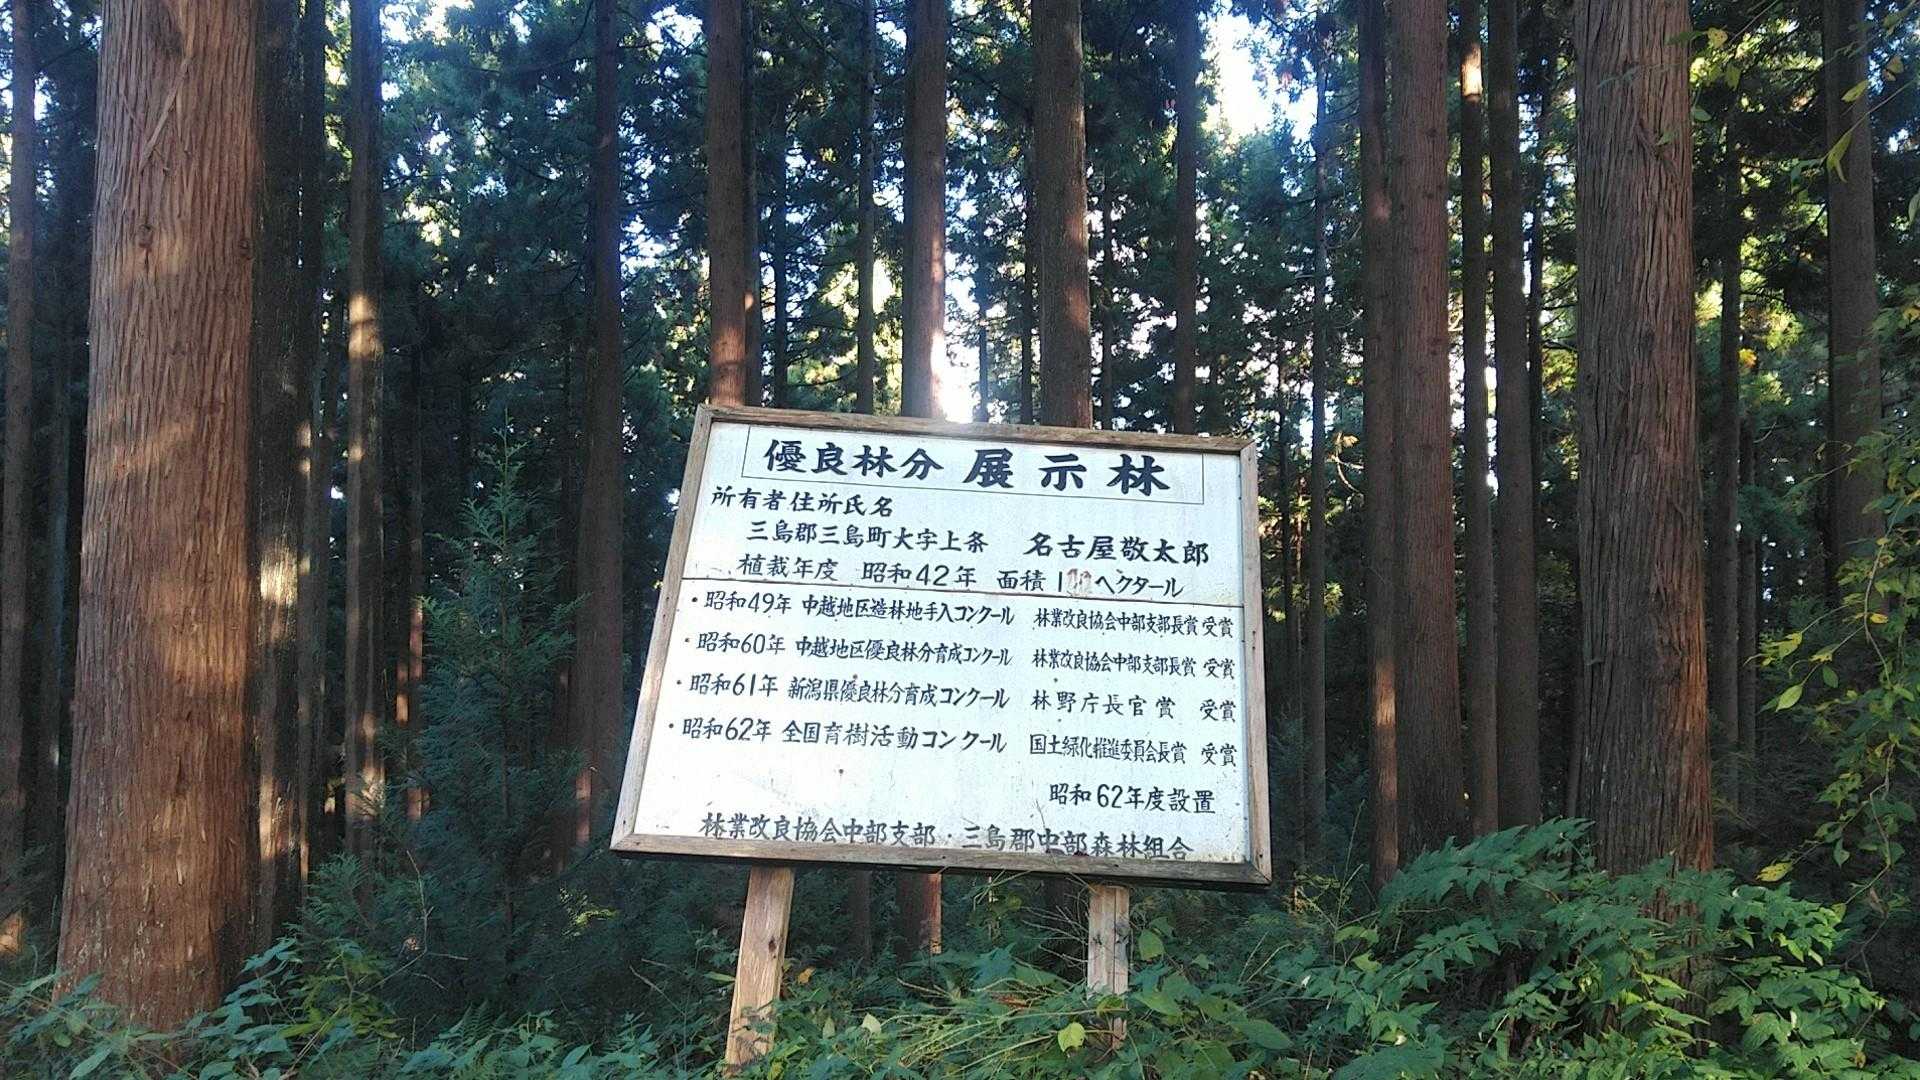 優良林分 展示林
所有者住所氏名
三島郡三島町大字上条 名古屋敬太郎
植裁年度 昭和42年 面積 1 ヘクタール
・昭和49年 中越地区造林地手入コンクール 林業改良協会中部支部長賞 受賞
・昭和60年 中越地区優良林分育成コンクール 林業改良協会中部支部長賞 受賞
・昭和61年 新潟県優良林分育成コンクール 林野庁長官賞 受賞
・昭和62年 全国育樹活動コンクール 国土緑化推進委員会長賞 受賞
昭和62年度設置
林業改良協会中部支部・三島郡中部森林組合